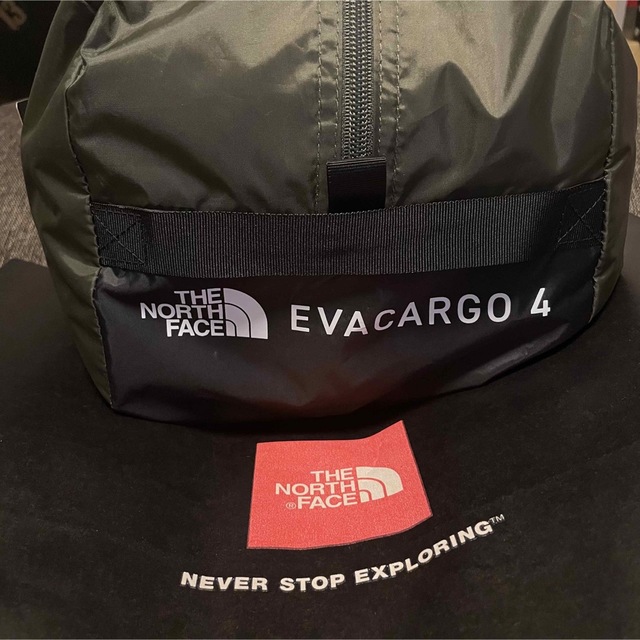 THE
NORTH
FACE
EVAcARGO 4
THE
NORTH
®FACE
NEVER STOP EXPLORING™